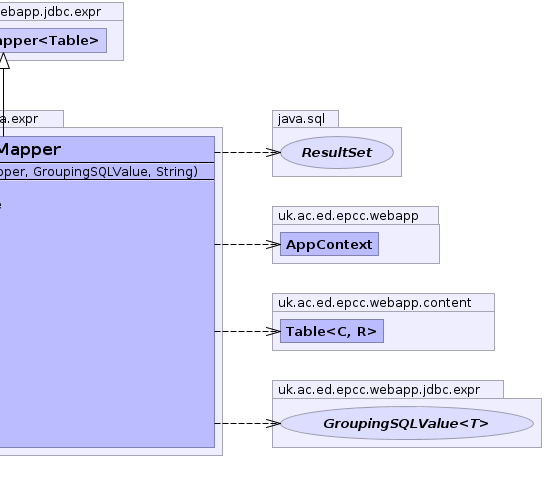 ebapp.jdbc.expr
apper<Table>
a.expr
Mapper
pper, GroupingSQLValue, String)
e
java.sql
ResultSet
uk.ac.ed.epcc.webapp
AppContext
uk.ac.ed.epcc.webapp.content
Table<C, R>
uk.ac.ed.epcc.webapp.jdbc.expr
GroupingSQLValue<T>